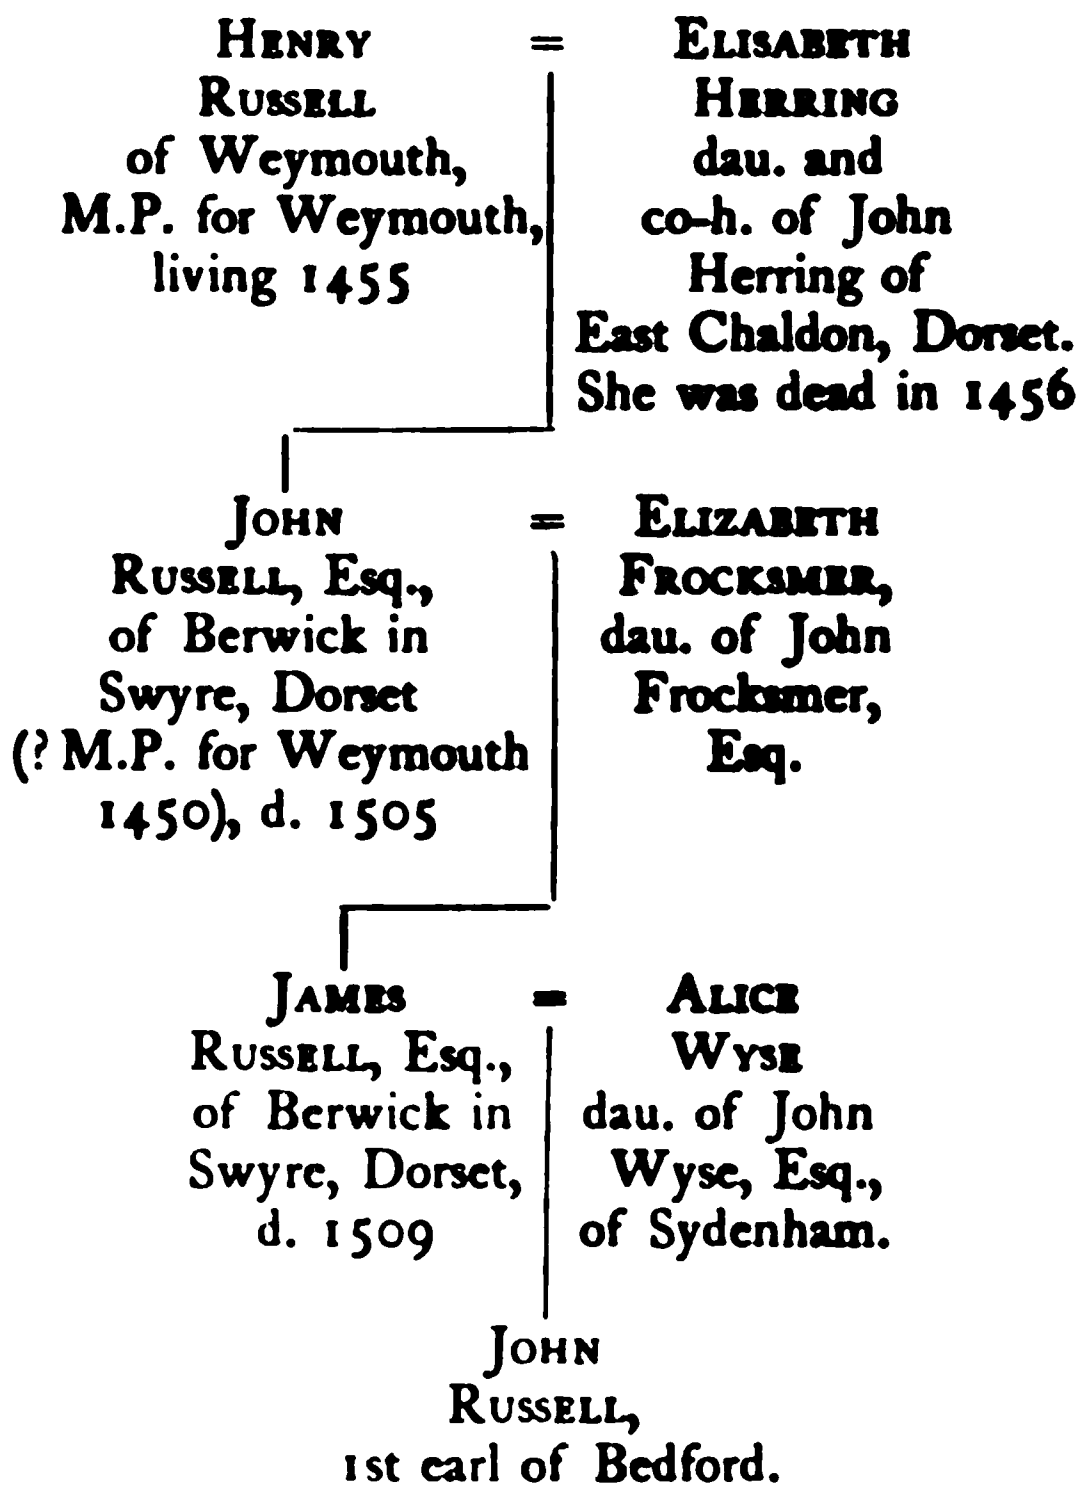 HENRY = ELISABETH
RUSSELL HERRING
of Weymouth, dau. and
M.P. for Weymouth, co-h. of John
living 1455 Herring of
East Chaldon, Dorset.
She was dead in 1456
JOHN = ELIZABETH
RUSSELL, Esq., FROCKSMER,
of Berwick in dau. of John
Swyre, Dorset Frocksmer,
(? M.P. for Weymouth Esq.
1450), d. 1505
JAMES = ALICE
RUSSELL, Esq., WYSE
of Berwick in dau. of John
Swyre, Dorset, Wyse, Esq.,
d. 1509 of Sydenham.
JOHN
RUSSELL,
1st earl of Bedford.